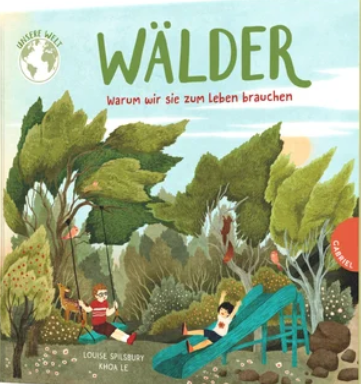 UNSERE WELT
WÄLDER
Warum wir sie zum Leben brauchen
GABRIEL
LOUISE SPILSBURY
KHOA LE